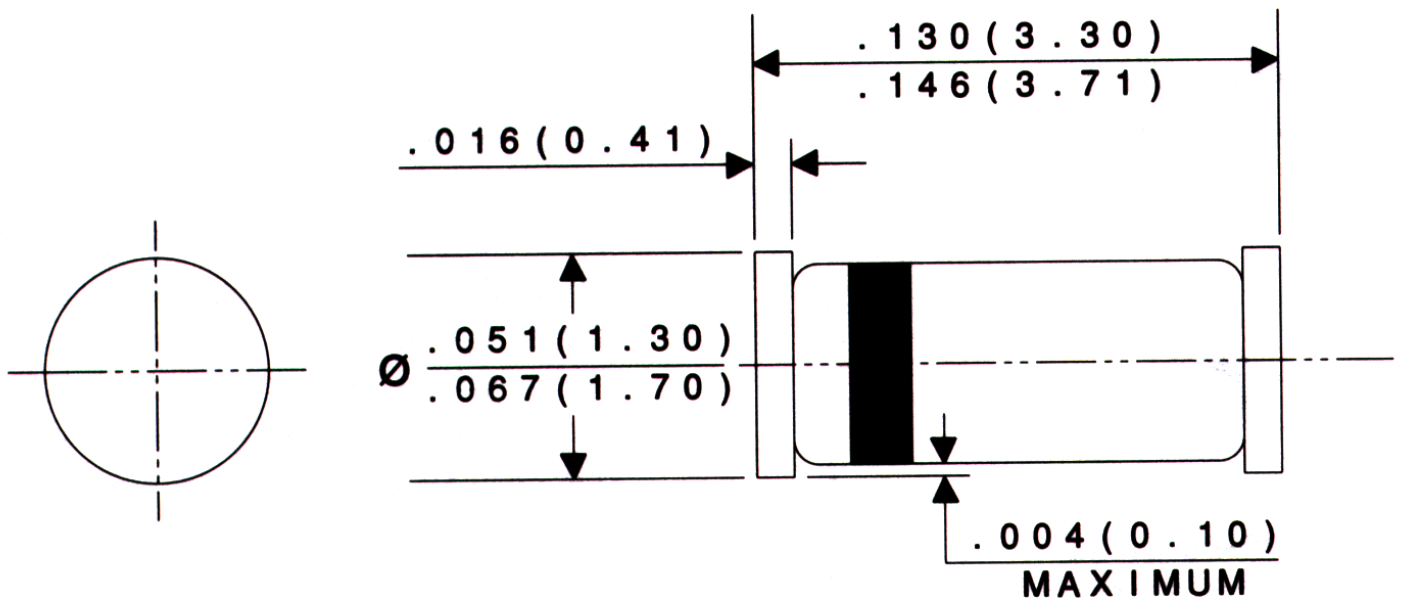 .130(3.30)
.146(3.71)
.016(0.41)
Ø .051(1.30)
.067(1.70)
.004(0.10)
MAXIMUM